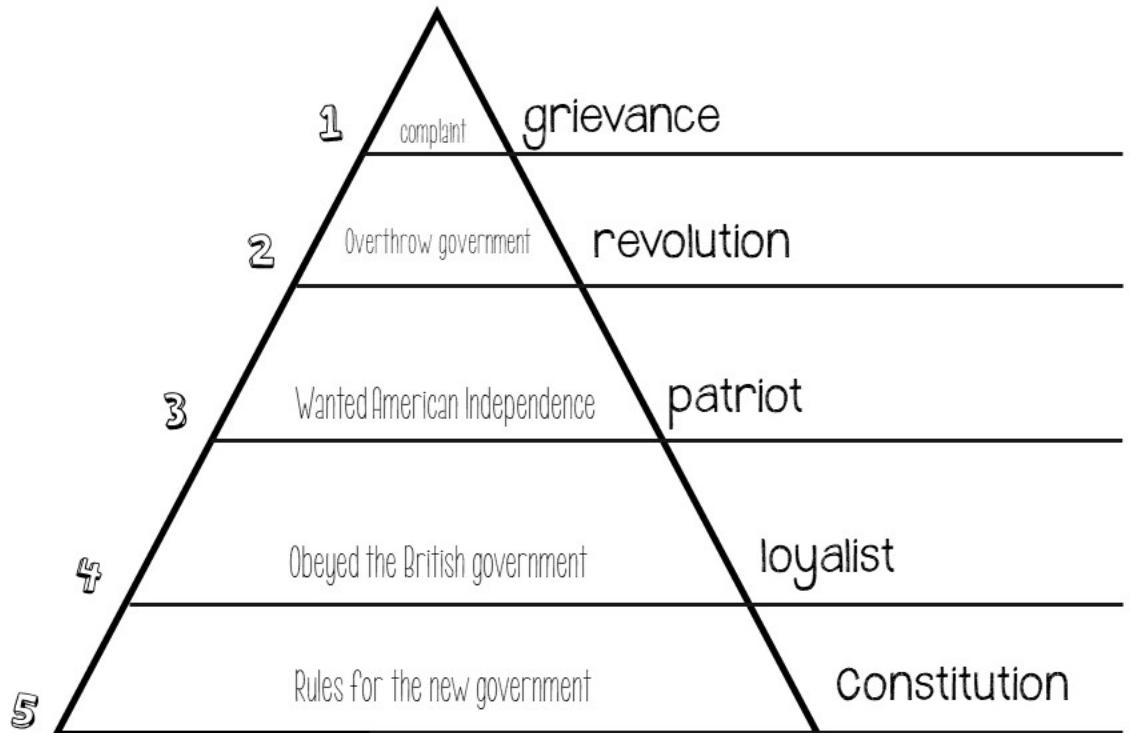 1 complaint grievance
2 Overthrow government revolution
3 Wanted American Independence patriot
4 Obeyed the British government loyalist
5 Rules for the new government Constitution